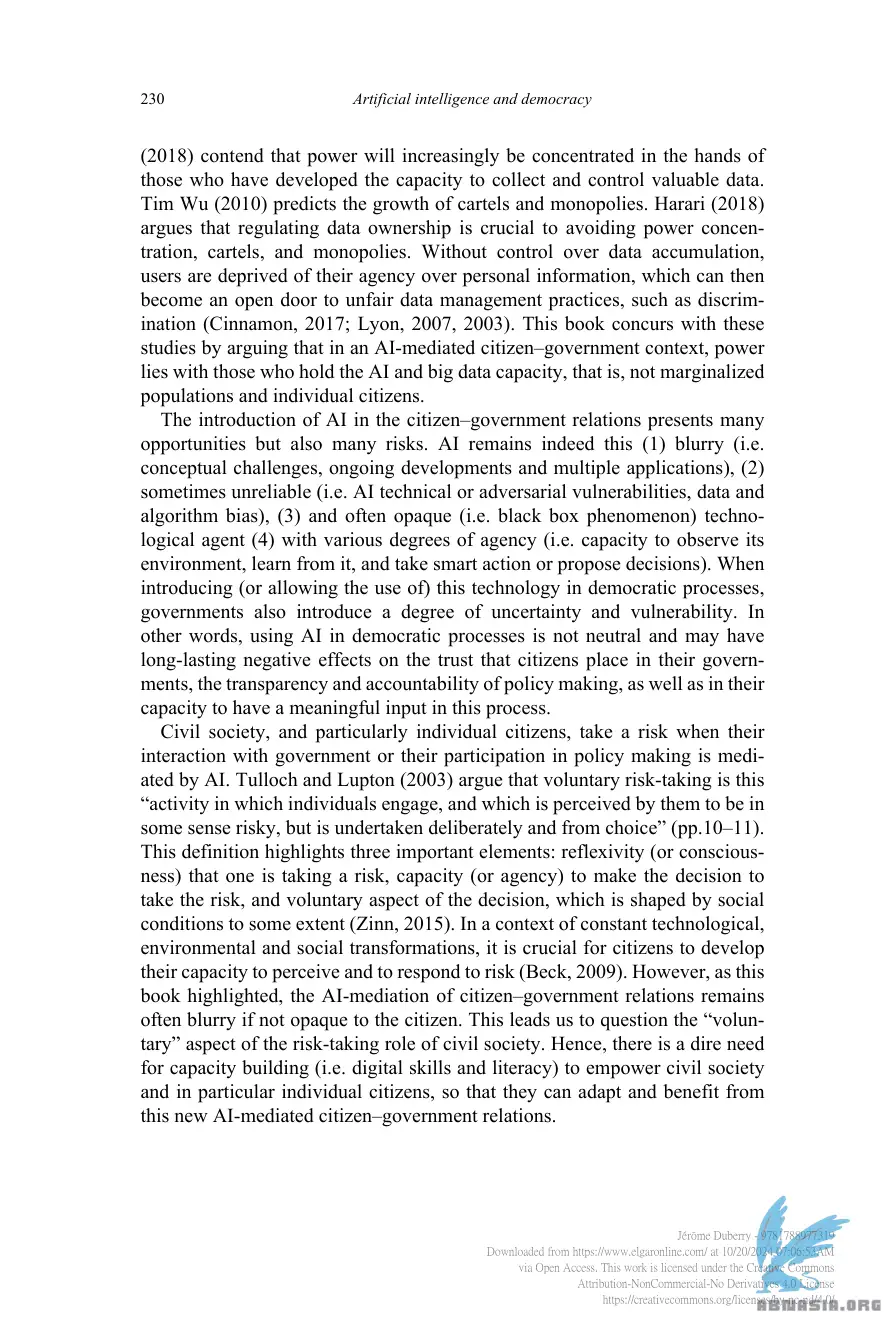 230
Artificial intelligence and democracy
(2018) contend that power will increasingly be concentrated in the hands of
those who have developed the capacity to collect and control valuable data.
Tim Wu (2010) predicts the growth of cartels and monopolies. Harari (2018)
argues that regulating data ownership is crucial to avoiding power concen-
tration, cartels, and monopolies. Without control over data accumulation,
users are deprived of their agency over personal information, which can then
become an open door to unfair data management practices, such as discrim-
ination (Cinnamon, 2017; Lyon, 2007, 2003). This book concurs with these
studies by arguing that in an AI-mediated citizen–government context, power
lies with those who hold the AI and big data capacity, that is, not marginalized
populations and individual citizens.
The introduction of AI in the citizen–government relations presents many
opportunities but also many risks. AI remains indeed this (1) blurry (i.e.
conceptual challenges, ongoing developments and multiple applications), (2)
sometimes unreliable (i.e. AI technical or adversarial vulnerabilities, data and
algorithm bias), (3) and often opaque (i.e. black box phenomenon) techno-
logical agent (4) with various degrees of agency (i.e. capacity to observe its
environment, learn from it, and take smart action or propose decisions). When
introducing (or allowing the use of) this technology in democratic processes,
governments also introduce a degree of uncertainty and vulnerability. In
other words, using AI in democratic processes is not neutral and may have
long-lasting negative effects on the trust that citizens place in their govern-
ments, the transparency and accountability of policy making, as well as in their
capacity to have a meaningful input in this process.
Civil society, and particularly individual citizens, take a risk when their
interaction with government or their participation in policy making is medi-
ated by AI. Tulloch and Lupton (2003) argue that voluntary risk-taking is this
“activity in which individuals engage, and which is perceived by them to be in
some sense risky, but is undertaken deliberately and from choice” (pp.10–11).
This definition highlights three important elements: reflexivity (or conscious-
ness) that one is taking a risk, capacity (or agency) to make the decision to
take the risk, and voluntary aspect of the decision, which is shaped by social
conditions to some extent (Zinn, 2015). In a context of constant technological,
environmental and social transformations, it is crucial for citizens to develop
their capacity to perceive and to respond to risk (Beck, 2009). However, as this
book highlighted, the AI-mediation of citizen–government relations remains
often blurry if not opaque to the citizen. This leads us to question the “volun-
tary” aspect of the risk-taking role of civil society. Hence, there is a dire need
for capacity building (i.e. digital skills and literacy) to empower civil society
and in particular individual citizens, so that they can adapt and benefit from
this new AI-mediated citizen–government relations.
Jérôme Duberry - 9781788977319
Downloaded from https://www.elgaronline.com/ at 10/20/2024 07:06:53AM
via Open Access. This work is licensed under the Creative Commons
Attribution-NonCommercial-No Derivatives 4.0 License
https://creativecommons.org/licenses/by-nc-nd/4.0/
ABTMASIA.ORG